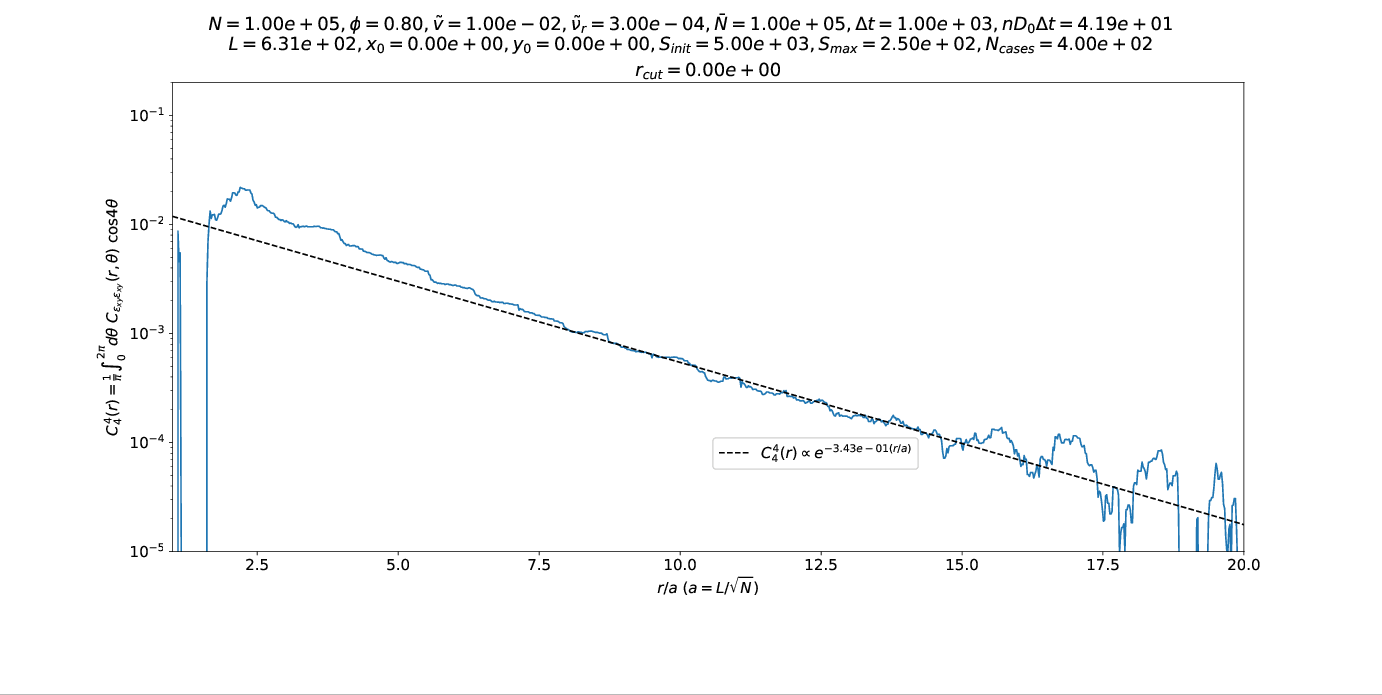 N = 1.00e + 05, ϕ = 0.80, ṽ = 1.00e − 02, ν̃_r = 3.00e − 04, N̄ = 1.00e + 05, Δt = 1.00e + 03, nD₀Δt = 4.19e + 01
L = 6.31e + 02, x₀ = 0.00e + 00, y₀ = 0.00e + 00, S_init = 5.00e + 03, S_max = 2.50e + 02, N_cases = 4.00e + 02
r_cut = 0.00e + 00
10⁻¹
10⁻²
10⁻³
10⁻⁴
10⁻⁵
C₄⁴(r) = 1/π ∫₀^2π dθ C_{ε_xy ε_xy}(r, θ) cos4θ
C₄⁴(r) ∝ e^{−3.43e − 01(r/a)}
2.5 5.0 7.5 10.0 12.5 15.0 17.5 20.0
r/a (a = L/√N)